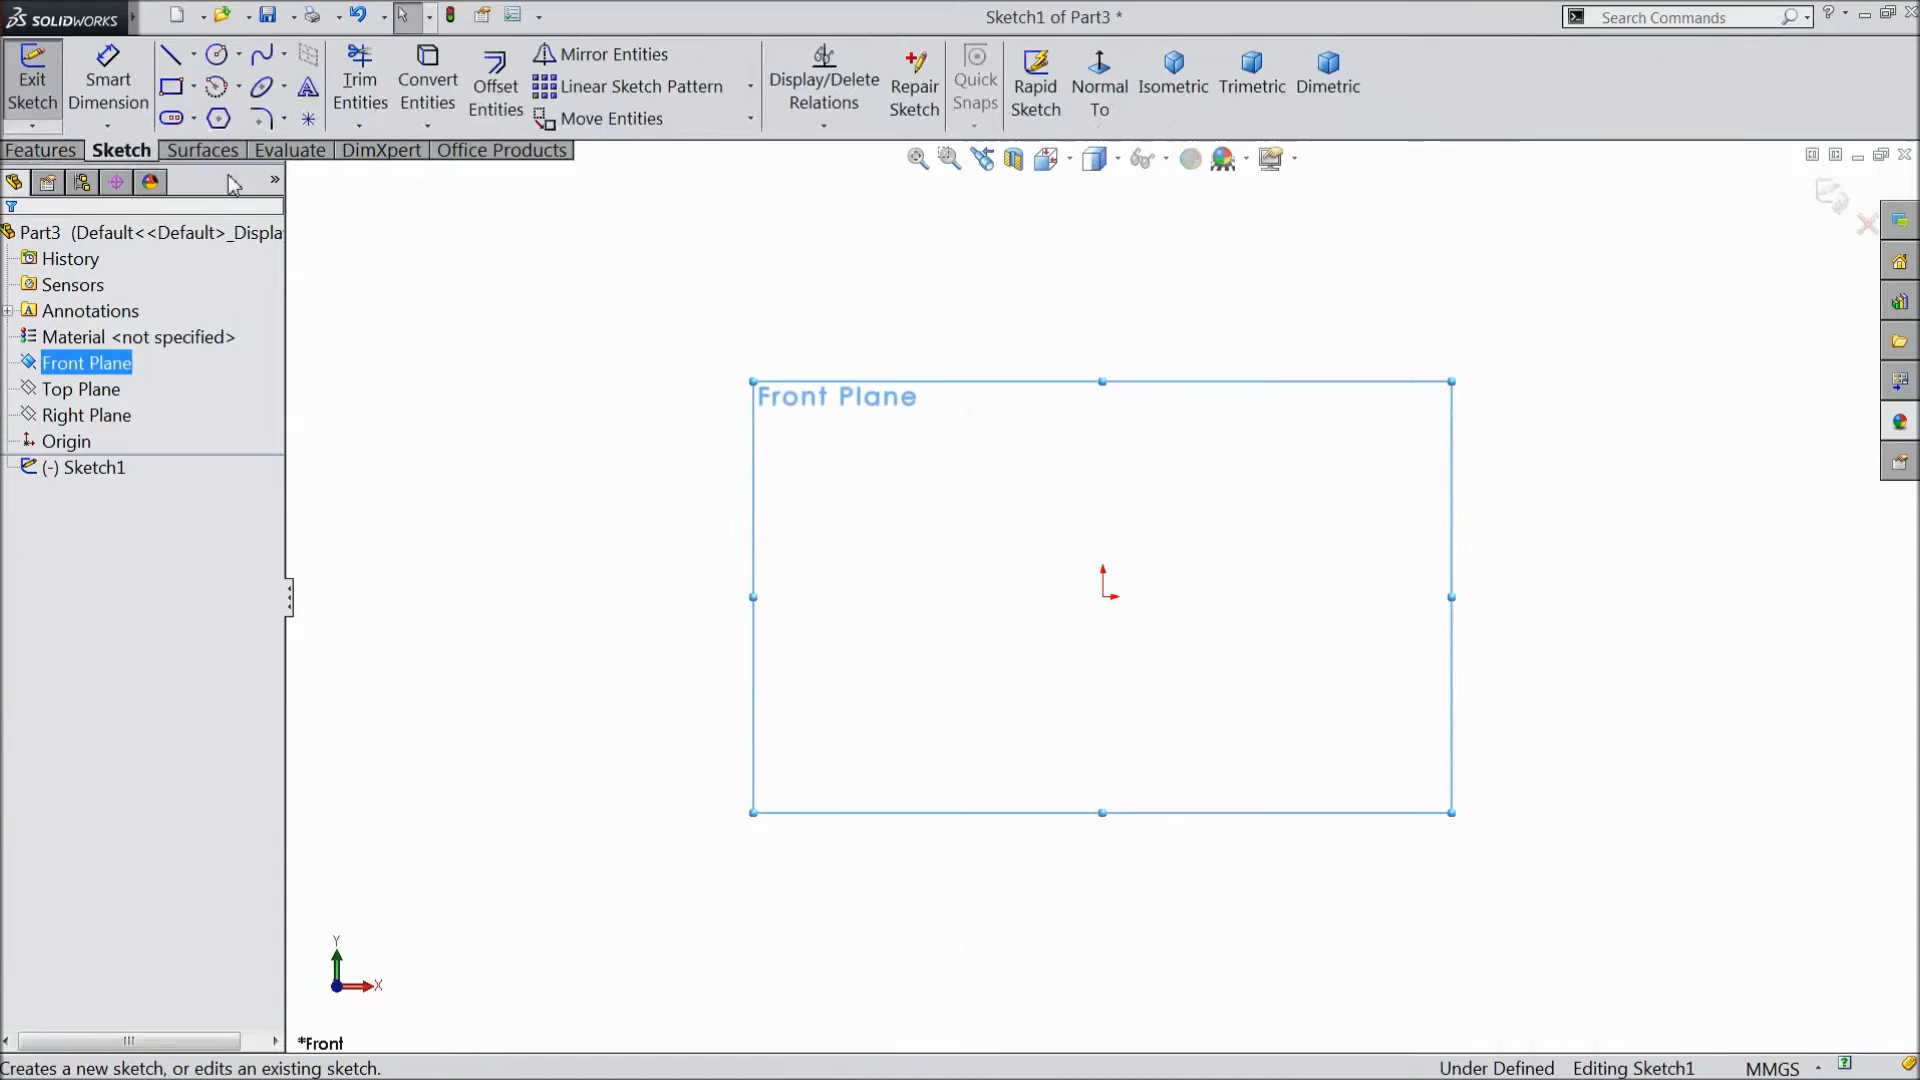 SOLIDWORKS
Sketch1 of Part3 *
Search Commands
Exit Sketch
Smart Dimension
Trim Entities
Convert Entities
Offset Entities
Mirror Entities
Linear Sketch Pattern
Move Entities
Display/Delete Relations
Repair Sketch
Quick Snaps
Rapid Sketch
Normal To
Isometric
Trimetric
Dimetric
Features Sketch Surfaces Evaluate DimXpert Office Products
Part3 (Default<<Default>_Displa
History
Sensors
Annotations
Material <not specified>
Front Plane
Top Plane
Right Plane
Origin
(-) Sketch1
Front Plane
Y
X
*Front
Creates a new sketch, or edits an existing sketch.
Under Defined Editing Sketch1 MMGS